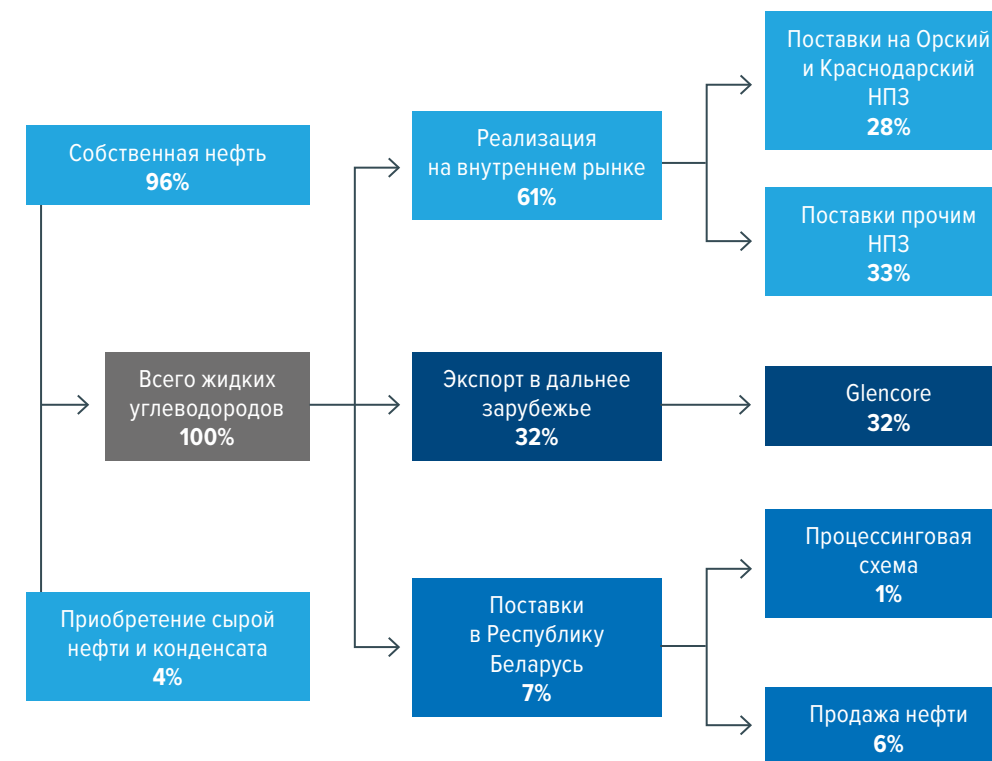 Собственная нефть
96%
Приобретение сырой
нефти и конденсата
4%
Всего жидких
углеводородов
100%
Реализация
на внутреннем рынке
61%
Экспорт в дальнее
зарубежье
32%
Поставки
в Республику
Беларусь
7%
Поставки на Орский
и Краснодарский
НПЗ
28%
Поставки прочим
НПЗ
33%
Glencore
32%
Процессинговая
схема
1%
Продажа нефти
6%